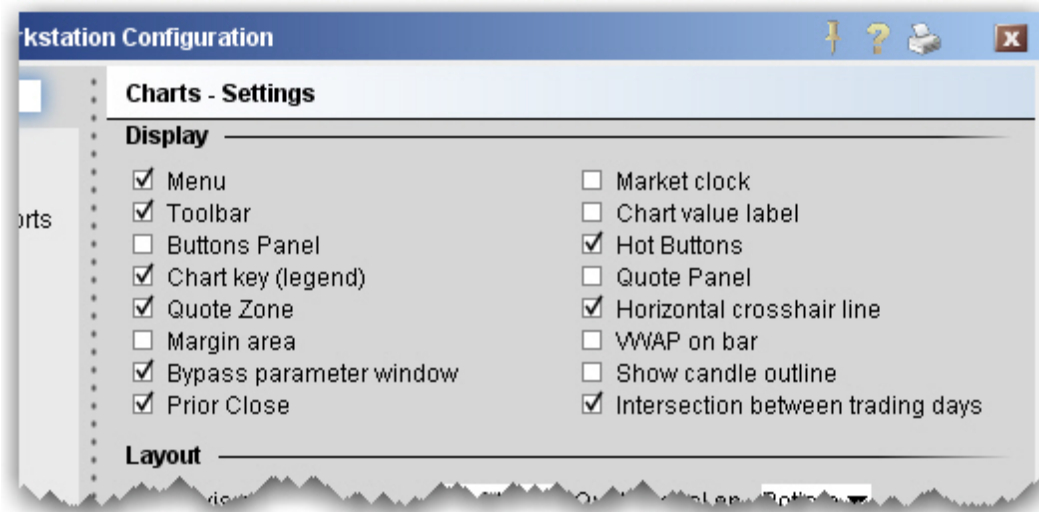 rkstation Configuration
Charts - Settings
Display
orts
Menu
Toolbar
Buttons Panel
Chart key (legend)
Quote Zone
Margin area
Bypass parameter window
Prior Close
Market clock
Chart value label
Hot Buttons
Quote Panel
Horizontal crosshair line
VWAP on bar
Show candle outline
Intersection between trading days
Layout